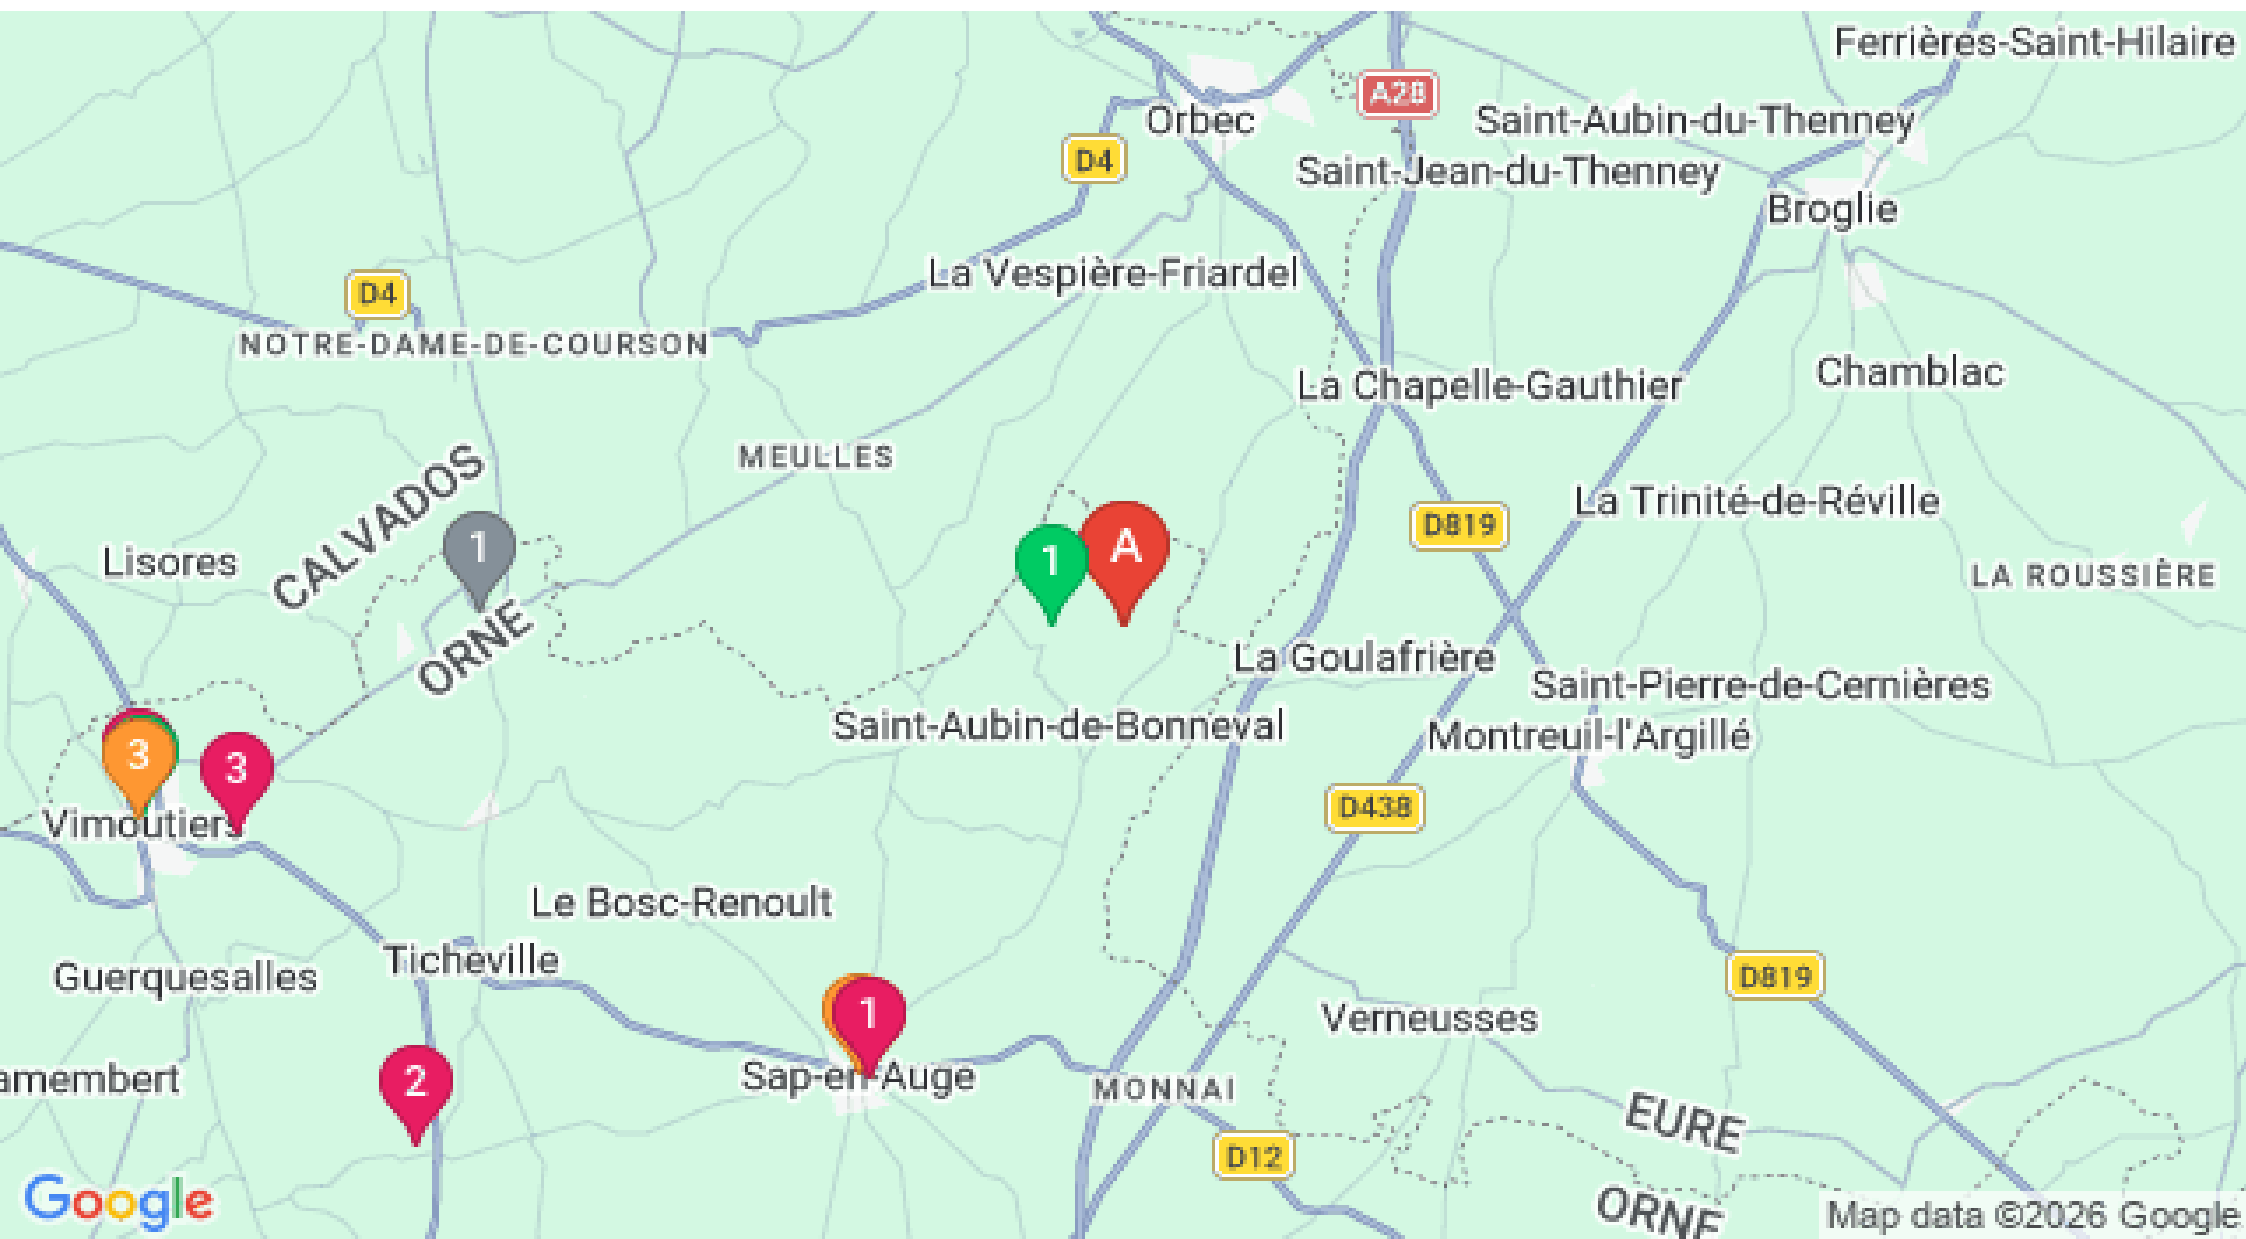 Ferrières-Saint-Hilaire
A28
Orbec
Saint-Aubin-du-Thenney
D4
Saint-Jean-du-Thenney
Broglie
La Vespière-Friardel
D4
NOTRE-DAME-DE-COURSON
La Chapelle-Gauthier
Chamblac
MEULLES
CALVADOS
La Trinité-de-Réville
D819
1
1
A
Lisores
LA ROUSSIÈRE
ORNE
La Goulafrière
Saint-Pierre-de-Cernières
Saint-Aubin-de-Bonneval
Montreuil-l'Argillé
3
3
D438
Vimoutiers
Le Bosc-Renoult
Ticheville
Guerquesalles
D819
1
Verneusses
Sap-en-Auge
amembert
2
MONNAI
EURE
D12
ORNE
Google
Map data ©2026 Google